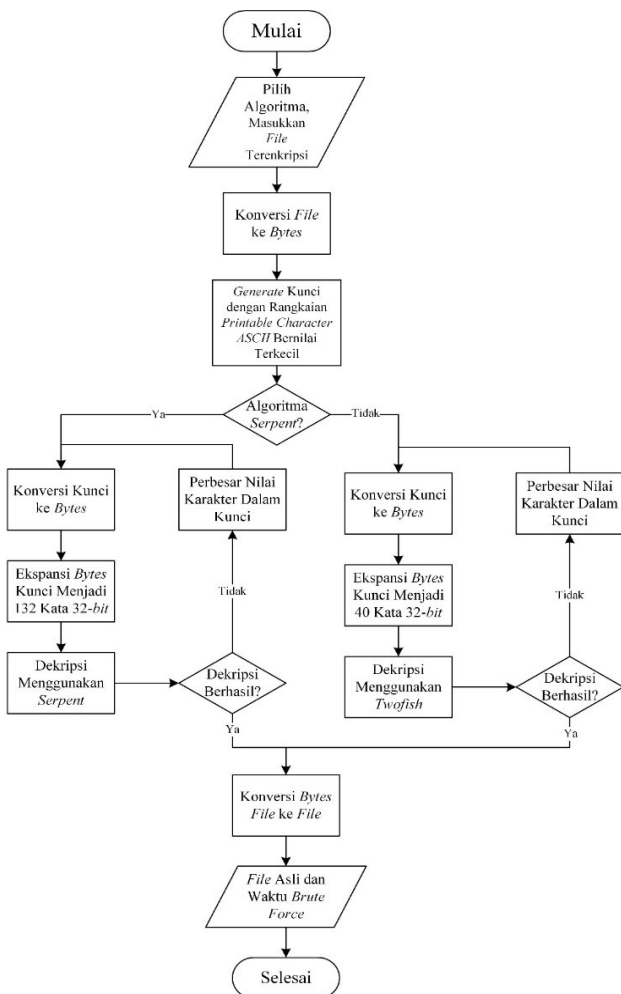 Mulai
Pilih
Algoritma,
Masukkan
File
Terenkripsi
Konversi File
ke Bytes
Generate Kunci
dengan Rangkaian
Printable Character
ASCII Bernilai
Terkecil
Algoritma
Serpent?
Ya
Tidak
Konversi Kunci
ke Bytes
Perbesar Nilai
Karakter Dalam
Kunci
Ekspansi Bytes
Kunci Menjadi
132 Kata 32-bit
Tidak
Dekripsi
Menggunakan
Serpent
Dekripsi
Berhasil?
Ya
Konversi Kunci
ke Bytes
Perbesar Nilai
Karakter Dalam
Kunci
Ekspansi Bytes
Kunci Menjadi
40 Kata 32-bit
Tidak
Dekripsi
Menggunakan
Twofish
Dekripsi
Berhasil?
Ya
Konversi Bytes
File ke File
File Asli dan
Waktu Brute
Force
Selesai